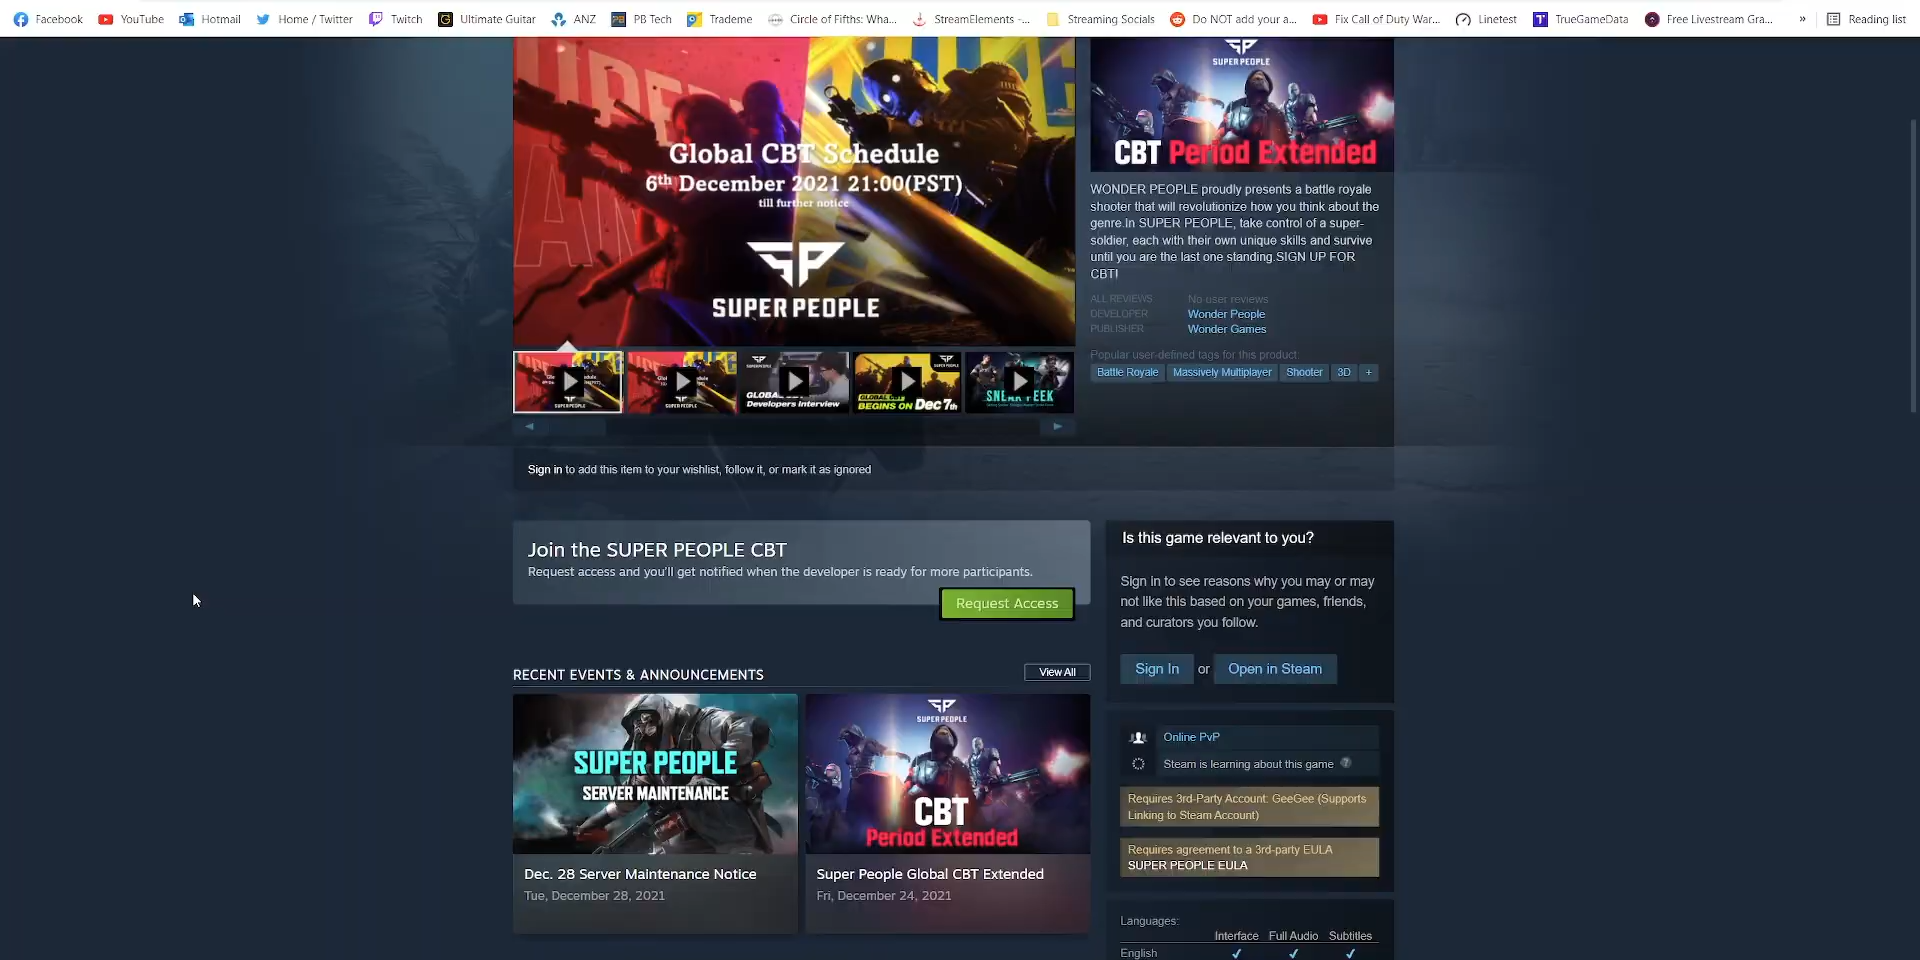 Facebook YouTube Hotmail Home / Twitter Twitch Ultimate Guitar ANZ PB Tech Trademe Circle of Fifths: Wha... StreamElements -... Streaming Socials Do NOT add your a... Fix Call of Duty War... Linetest TrueGameData Free Livestream Gra... » Reading list
Global CBT Schedule
6th December 2021 21:00(PST)
till further notice
SP
SUPER PEOPLE
SUPER PEOPLE
CBT Period Extended
WONDER PEOPLE proudly presents a battle royale
shooter that will revolutionize how you think about the
genre.In SUPER PEOPLE, take control of a super-
soldier, each with their own unique skills and survive
until you are the last one standing.SIGN UP FOR
CBT!
ALL REVIEWS No user reviews
DEVELOPER Wonder People
PUBLISHER Wonder Games
Popular user-defined tags for this product:
Battle Royale Massively Multiplayer Shooter 3D +
GLOBAL CBT
Developers Interview
GLOBAL CBT
BEGINS ON Dec 7th
SNEAK PEEK
Sign in to add this item to your wishlist, follow it, or mark it as ignored
Join the SUPER PEOPLE CBT
Request access and you'll get notified when the developer is ready for more participants.
Request Access
Is this game relevant to you?
Sign in to see reasons why you may or may
not like this based on your games, friends,
and curators you follow.
Sign In or Open in Steam
RECENT EVENTS & ANNOUNCEMENTS View All
SUPER PEOPLE
SERVER MAINTENANCE
Dec. 28 Server Maintenance Notice
Tue, December 28, 2021
SUPER PEOPLE
CBT
Period Extended
Super People Global CBT Extended
Fri, December 24, 2021
Online PvP
Steam is learning about this game ?
Requires 3rd-Party Account: GeeGee (Supports
Linking to Steam Account)
Requires agreement to a 3rd-party EULA
SUPER PEOPLE EULA
Languages:
Interface Full Audio Subtitles
English ✔ ✔ ✔